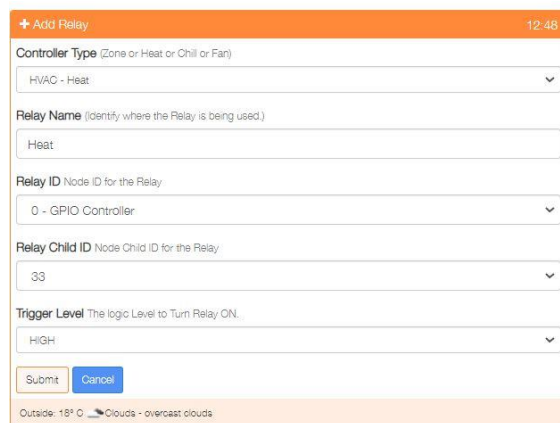 + Add Relay 12:48
Controller Type (Zone or Heat or Chill or Fan)
HVAC - Heat
Relay Name (Identify where the Relay is being used.)
Heat
Relay ID Node ID for the Relay
0 - GPIO Controller
Relay Child ID Node Child ID for the Relay
33
Trigger Level The logic Level to Turn Relay ON.
HIGH
Submit Cancel
Outside: 18° C Clouds - overcast clouds